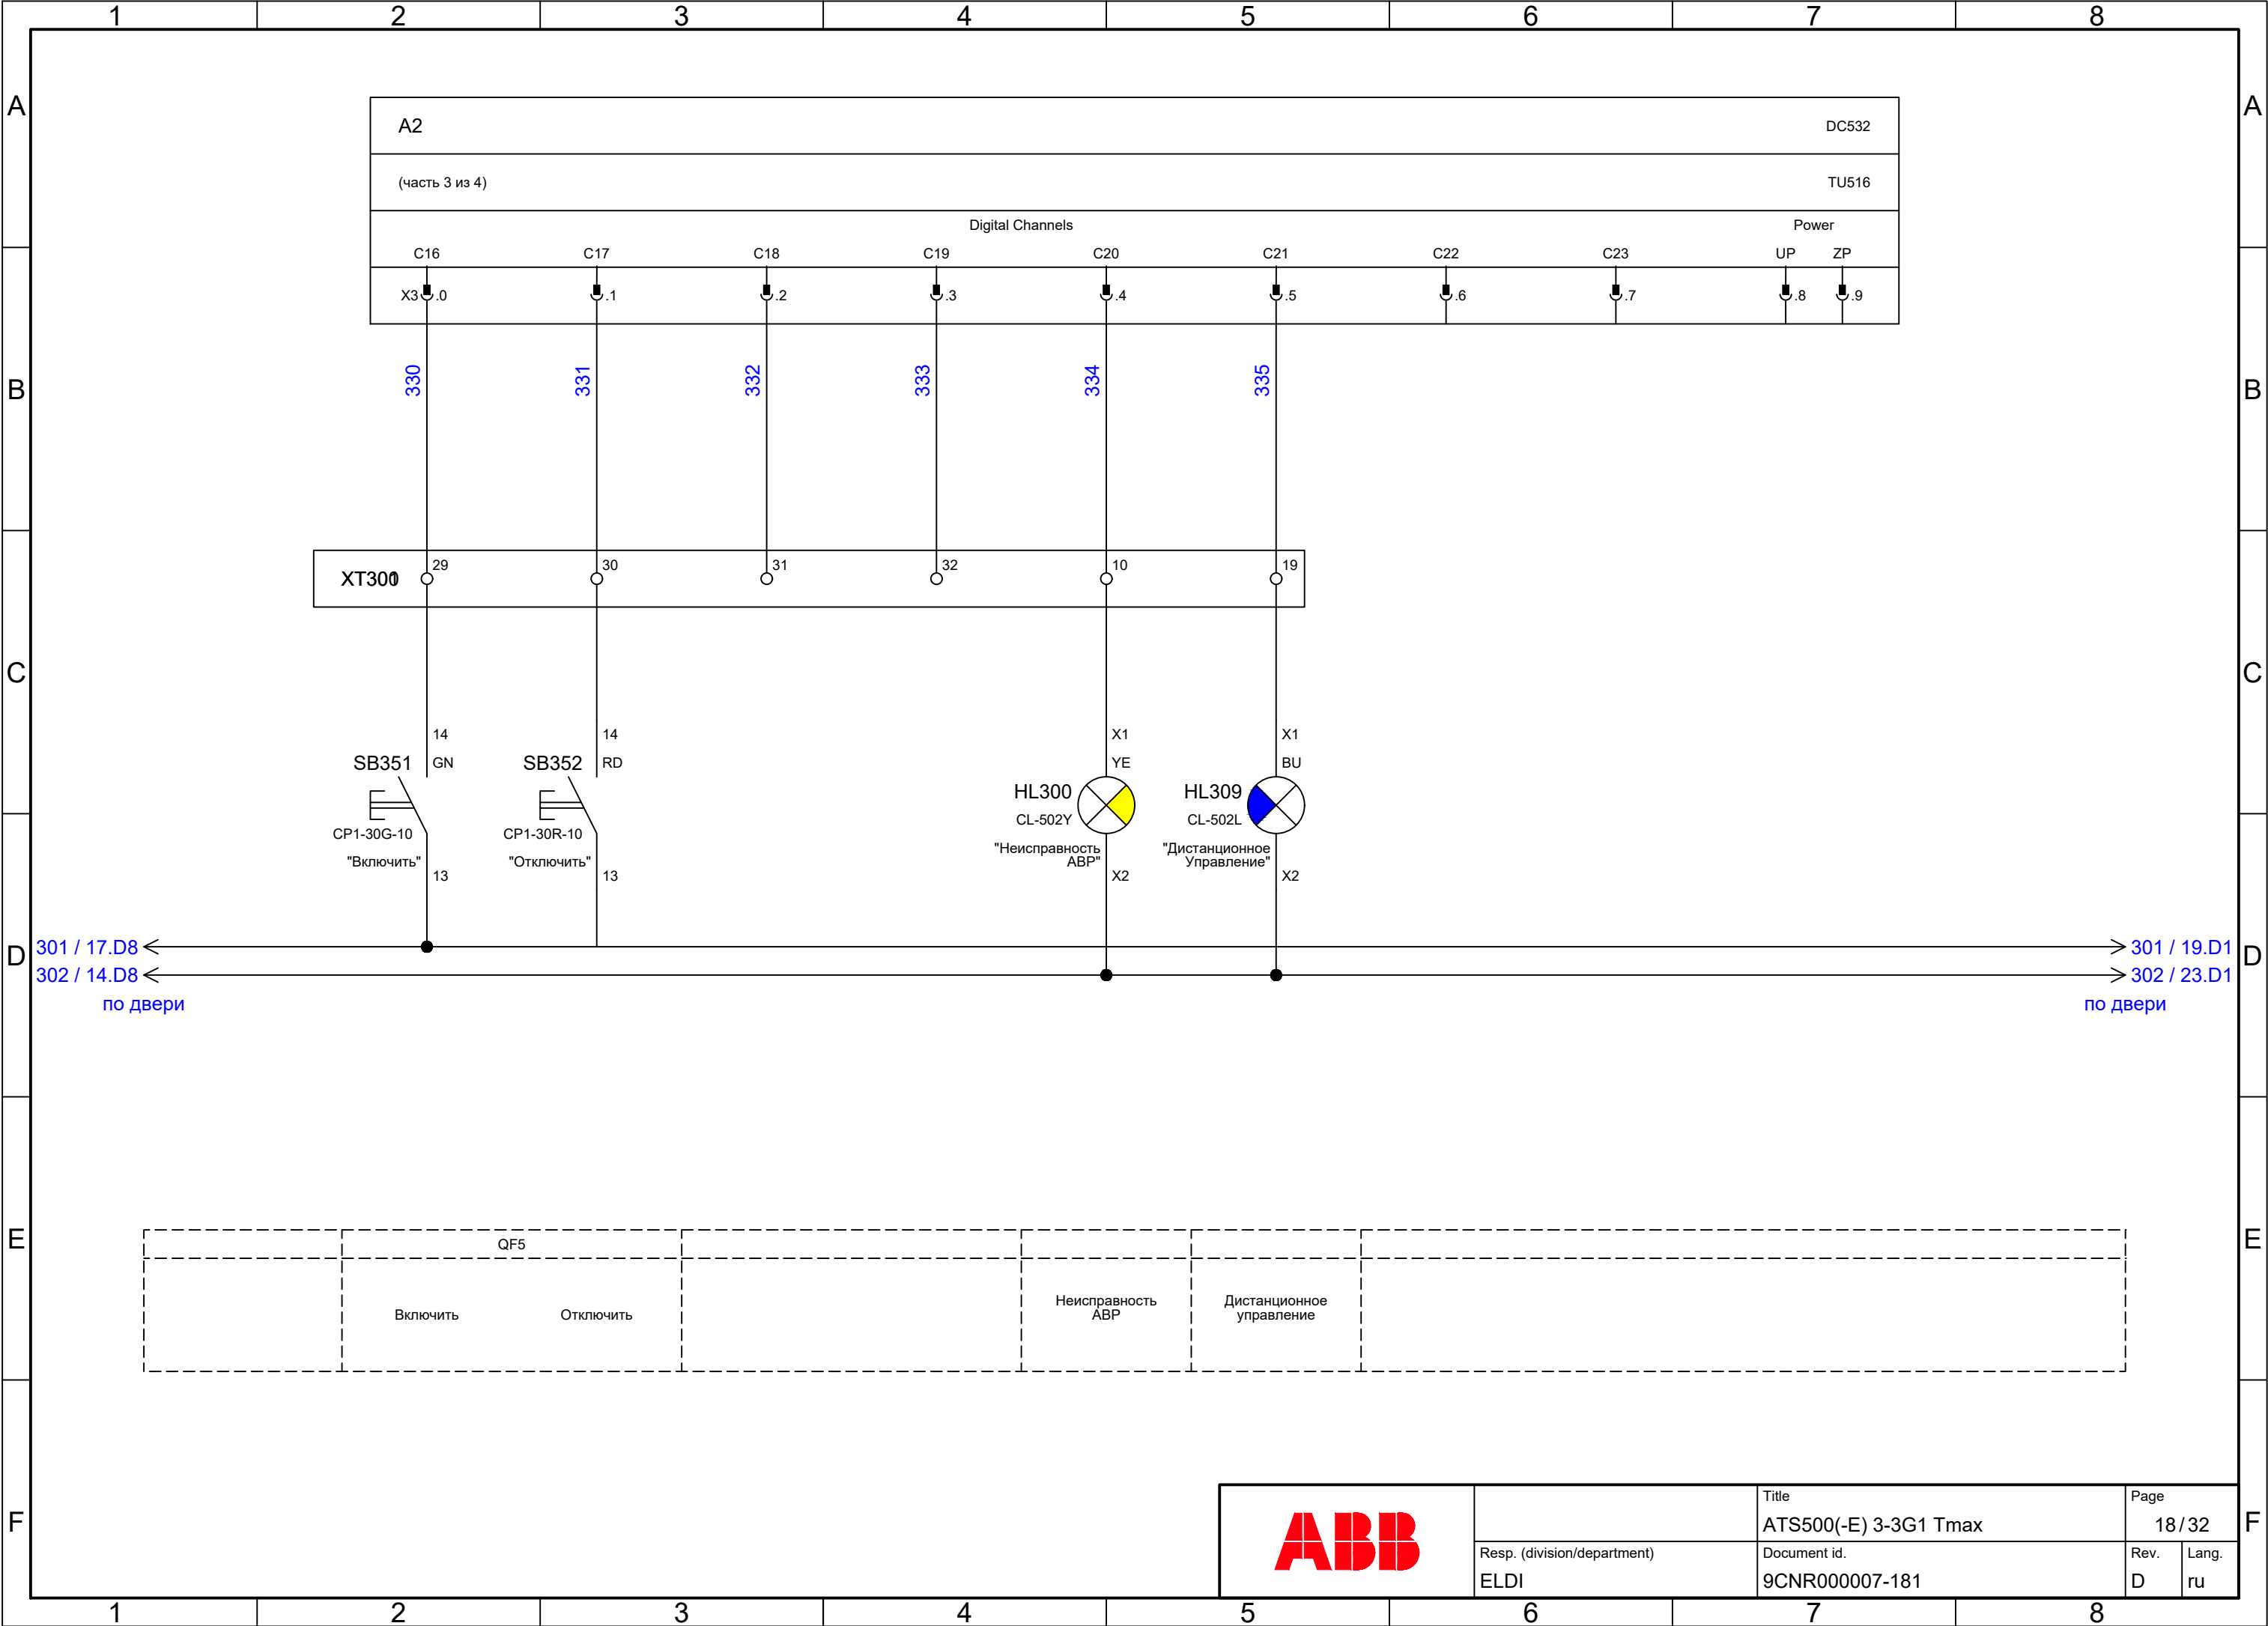 1 2 3 4 5 6 7 8
A A
A2 DC532
(часть 3 из 4) TU516
Digital Channels Power
C16 C17 C18 C19 C20 C21 C22 C23 UP ZP
X3 .0 .1 .2 .3 .4 .5 .6 .7 .8 .9
B B
330 331 332 333 334 335
XT300 29 30 31 32 10 19
C C
14 14 X1 X1
SB351 GN SB352 RD YE BU
HL300 HL309
CL-502Y CL-502L
CP1-30G-10 CP1-30R-10
"Неисправность "Дистанционное
АВР" Управление"
"Включить" "Отключить"
13 13 X2 X2
D D
301 / 17.D8 301 / 19.D1
302 / 14.D8 302 / 23.D1
по двери по двери
E E
QF5
Включить Отключить
Неисправность Дистанционное
АВР управление
F F
ABB
Title Page
ATS500(-E) 3-3G1 Tmax 18/32
Resp. (division/department) Document id. Rev. Lang.
ELDI 9CNR000007-181 D ru
1 2 3 4 5 6 7 8